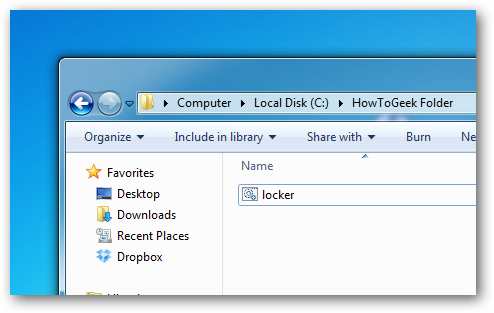 Computer Local Disk (C:) HowToGeek Folder
Organize Include in library Share with Burn
Favorites
Name
Desktop
locker
Downloads
Recent Places
Dropbox